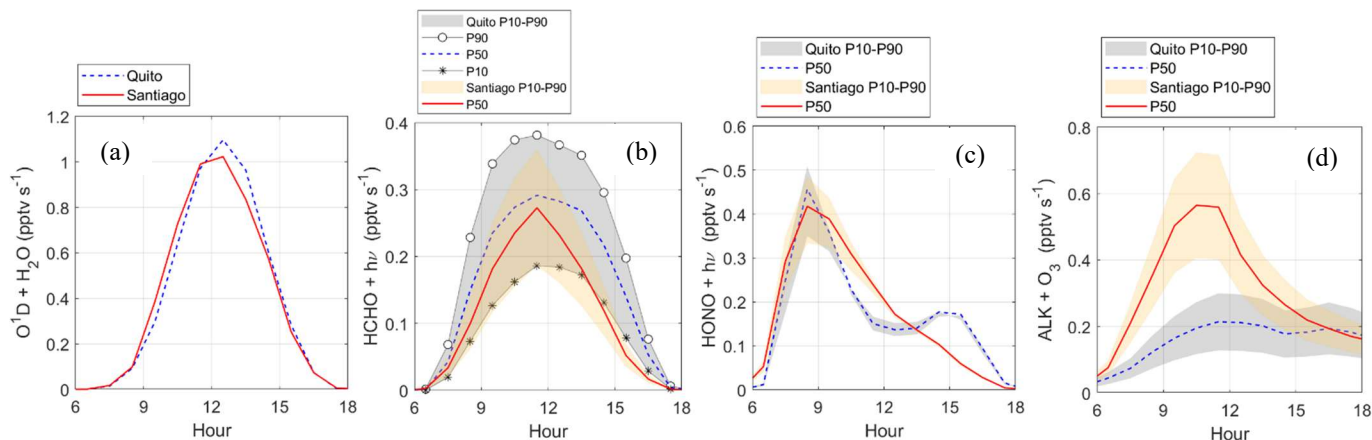 Quito
Santiago
(a)
O¹D + H₂O (pptv s⁻¹)
1.2
1
0.8
0.6
0.4
0.2
0
6 9 12 15 18
Hour
Quito P10-P90
P90
P50
P10
Santiago P10-P90
P50
(b)
HCHO + hν (pptv s⁻¹)
0.4
0.3
0.2
0.1
0
6 9 12 15 18
Hour
Quito P10-P90
P50
Santiago P10-P90
P50
(c)
HONO + hν (pptv s⁻¹)
0.6
0.5
0.4
0.3
0.2
0.1
0
6 9 12 15 18
Hour
Quito P10-P90
P50
Santiago P10-P90
P50
(d)
ALK + O₃ (pptv s⁻¹)
0.8
0.6
0.4
0.2
0
6 9 12 15 18
Hour